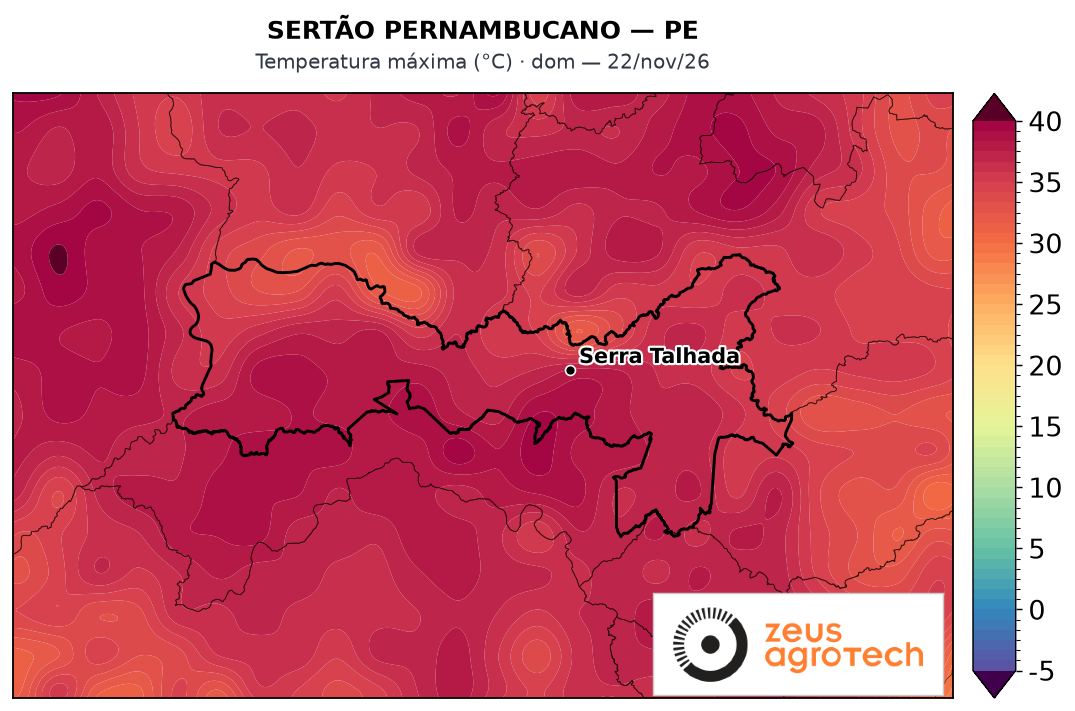 SERTÃO PERNAMBUCANO — PE
Temperatura máxima (°C) · dom — 22/nov/26
Serra Talhada
40
35
30
25
20
15
10
5
0
-5
zeus
agrotech